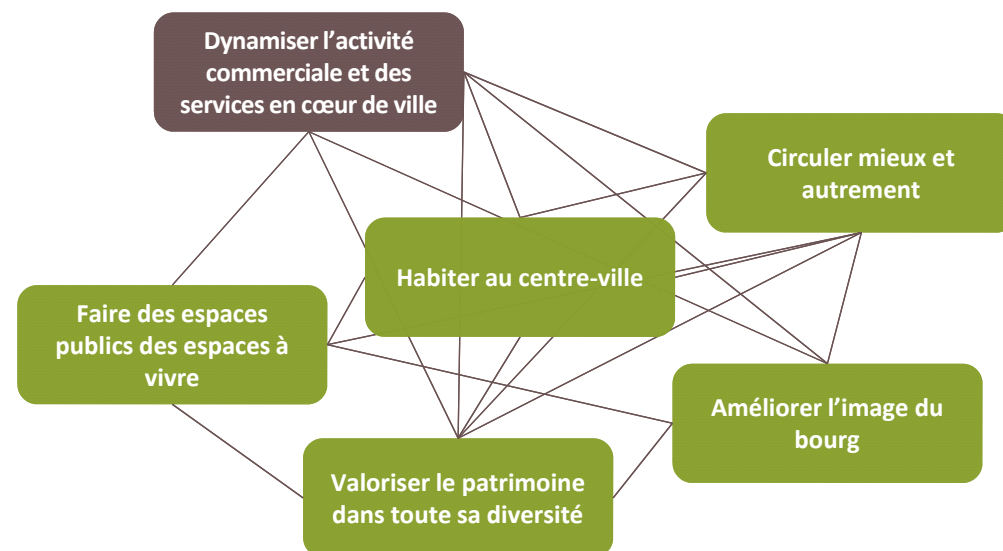 Dynamiser l’activité
commerciale et des
services en cœur de ville
Circuler mieux et
autrement
Habiter au centre-ville
Faire des espaces
publics des espaces à
vivre
Améliorer l’image du
bourg
Valoriser le patrimoine
dans toute sa diversité